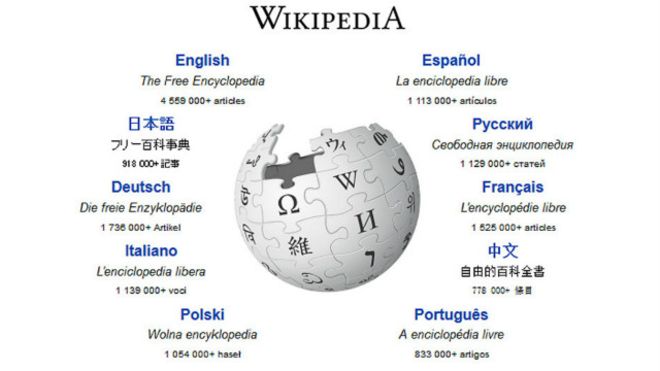 WIKIPEDIA
English
The Free Encyclopedia
4 559 000+ articles
Español
La enciclopedia libre
1 113 000+ artículos
日本語
フリー百科事典
918 000+ 記事
Русский
Свободная энциклопедия
1 129 000+ статей
Deutsch
Die freie Enzyklopädie
1 736 000+ Artikel
Français
L'encyclopédie libre
1 525 000+ articles
Italiano
L'enciclopedia libera
1 139 000+ voci
中文
自由的百科全書
778 000+ 條目
Polski
Wolna encyklopedia
1 054 000+ haseł
Português
A enciclopédia livre
833 000+ artigos
ウィ
Ω
W
И
維